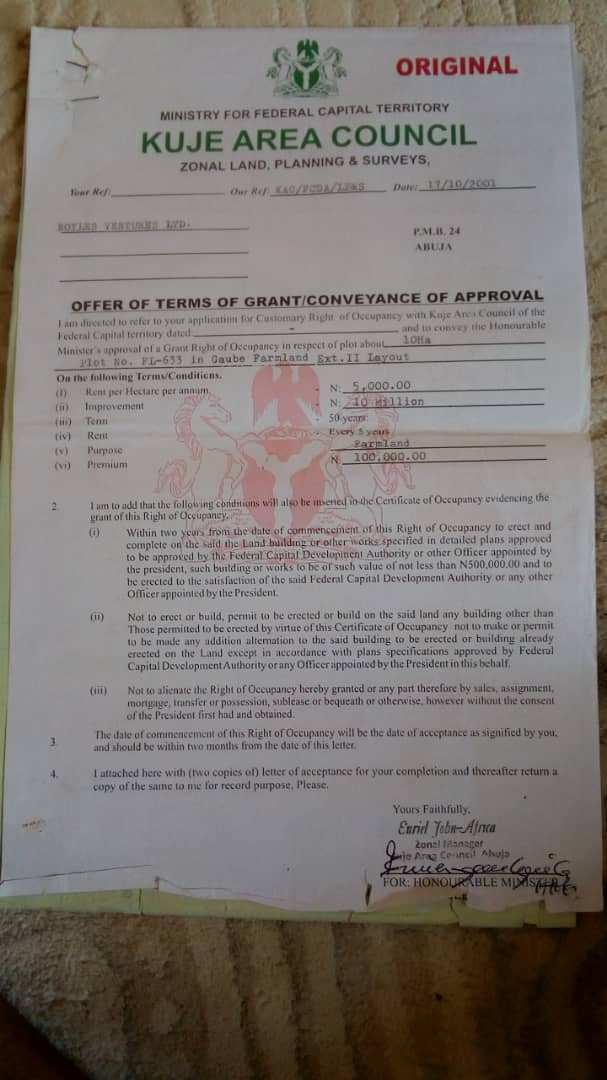 ORIGINAL
MINISTRY FOR FEDERAL CAPITAL TERRITORY
KUJE AREA COUNCIL
ZONAL LAND, PLANNING & SURVEYS,
Your Ref: Our Ref: KAC/FCDA/LP&S Date: 17/10/2001
VENTURES LTD.
P.M.B. 24
ABUJA
OFFER OF TERMS OF GRANT/CONVEYANCE OF APPROVAL
I am directed to refer to your application for Customary Right of Occupancy with Kuje Area Council of the
Federal Capital territory dated - and to convey the Honourable
Minister's approval of a Grant Right of Occupancy in respect of plot about 10Ha
Plot No. FL-633 in Gaube Farmland Ext.II Layout
On the following Terms/Conditions.
(I) Rent per Hectare per annum. - N: 5,000.00
(ii) Improvement - N: 10 Million
(iii) Term - 50 years
(iv) Rent - Every 5 years
(v) Purpose Farmland
(vi) Premium N 100,000.00
2. I am to add that the following conditions will also be inserted in the Certificate of Occupancy evidencing the
grant of this Right of Occupancy.
(i) Within two years from the date of commencement of this Right of Occupancy to erect and
complete on the said the Land building or other works specified in detailed plans approved
to be approved by the Federal Capital Development Authority or other Officer appointed by
the president, such building or works to be of such value of not less than N500,000.00 and to
be erected to the satisfaction of the said Federal Capital Development Authority or any other
Officer appointed by the President.
(ii) Not to erect or build, permit to be erected or build on the said land any building other than
Those permitted to be erected by virtue of this Certificate of Occupancy not to make or permit
to be made any addition alternation to the said building to be erected or building already
erected on the Land except in accordance with plans specifications approved by Federal
Capital Development Authority or any Officer appointed by the President in this behalf.
(iii) Not to alienate the Right of Occupancy hereby granted or any part therefore by sales, assignment,
mortgage, transfer or possession, sublease or bequeath or otherwise, however without the consent
of the President first had and obtained.
3. The date of commencement of this Right of Occupancy will be the date of acceptance as signified by you,
and should be within two months from the date of this letter.
4. I attached here with (two copies of) letter of acceptance for your completion and thereafter return a
copy of the same to me for record purpose, Please.
Yours Faithfully,
John-Africa
Zonal Manager
Area Council Abuja
FOR: HONOURABLE MINISTER